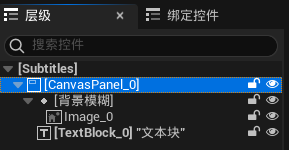 层级 绑定控件
搜索控件
[Subtitles]
[CanvasPanel_0]
[背景模糊]
Image_0
[TextBlock_0] "文本块"